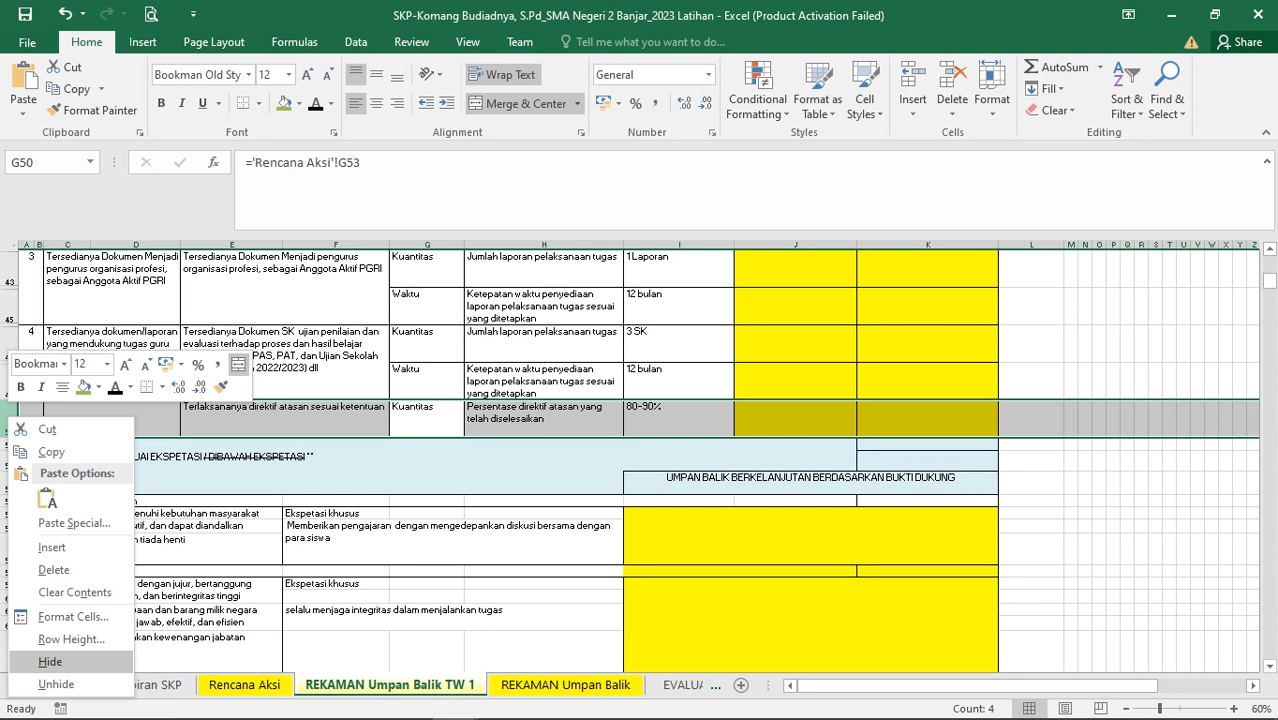 SKP-Komang Budiadnya, S.Pd_SMA Negeri 2 Banjar_2023 Latihan - Excel (Product Activation Failed)
File Home Insert Page Layout Formulas Data Review View Team Tell me what you want to do... Share
Paste Cut Copy Format Painter
Clipboard
Bookman Old Sty 12
Font
Wrap Text
Merge & Center
Alignment
General
Number
Conditional Formatting Format as Table Cell Styles
Styles
Insert Delete Format
Cells
AutoSum Fill Clear Sort & Filter Find & Select
Editing
G50 fx ='Rencana Aksi'!G53
A B C D E F G H I J K L M N O P Q R S T U V W X Y Z
3 Tersedianya Dokumen Menjadi Tersedianya Dokumen Menjadi pengurus Kuantitas Jumlah laporan pelaksanaan tugas 1 Laporan
pengurus organisasi profesi, organisasi profesi, sebagai Anggota Aktif PGRI
43 sebagai Anggota Aktif PGRI
Waktu Ketepatan waktu penyediaan 12 bulan
laporan pelaksanaan tugas sesuai
45 yang ditetapkan
4 Tersedianya dokumen/laporan Tersedianya Dokumen SK ujian penilaian dan Kuantitas Jumlah laporan pelaksanaan tugas 3 SK
yang mendukung tugas guru evaluasi terhadap proses dan hasil belajar
PAS, PAT, dan Ujian Sekolah
2022/2023) dll Waktu Ketepatan waktu penyediaan 12 bulan
laporan pelaksanaan tugas sesuai
yang ditetapkan
Terlaksananya direktif atasan sesuai ketentuan Kuantitas Persentase direktif atasan yang 80-90%
telah diselesaikan
AI EKSPETASI / DIBAWAH EKSPETASI **
UMPAN BALIK BERKELANJUTAN BERDASARKAN BUKTI DUKUNG
nuhi kebutuhan masyarakat Ekspetasi khusus
tif, dan dapat diandalkan Memberikan pengajaran dengan mengedepankan diskusi bersama dengan
tiada henti para siswa
dengan jujur, bertanggung Ekspetasi khusus
, dan berintegritas tinggi
aan dan barang milik negara selalu menjaga integritas dalam menjalankan tugas
jawab, efektif, dan efisien
kan kewenangan jabatan
Bookmar 12
Cut
Copy
Paste Options:
Paste Special...
Insert
Delete
Clear Contents
Format Cells...
Row Height...
Hide
Unhide
piran SKP Rencana Aksi REKAMAN Umpan Balik TW 1 REKAMAN Umpan Balik EVALUA ...
Ready Count: 4 60%